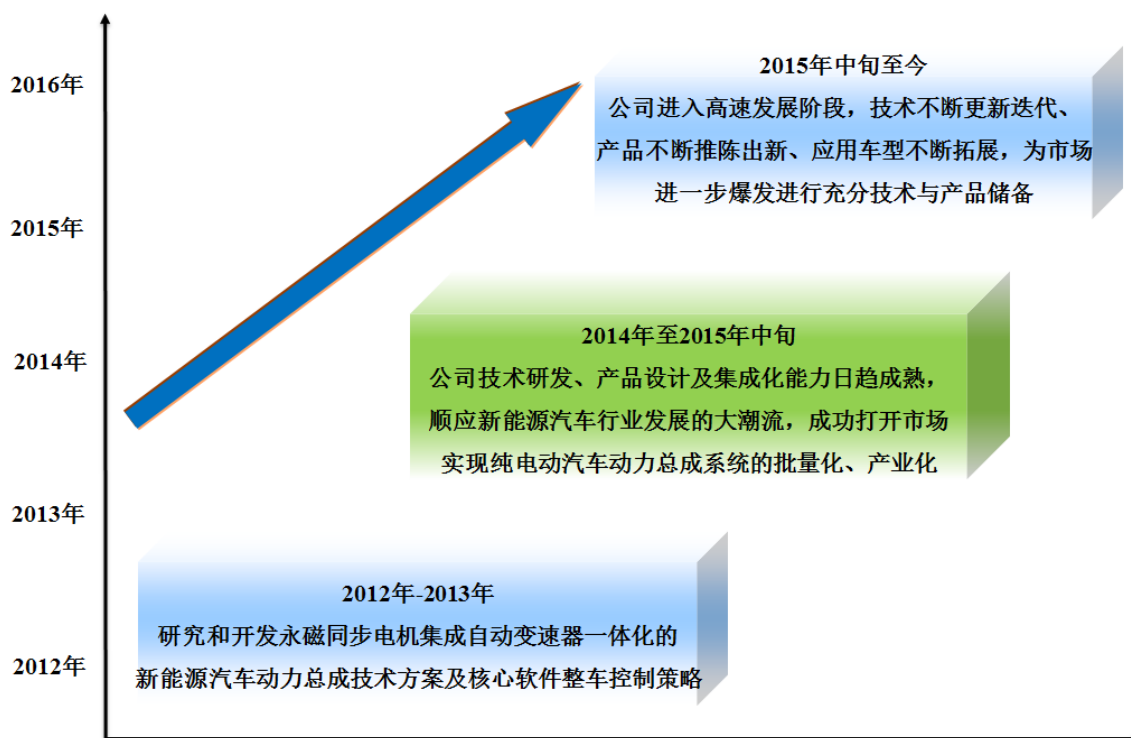 2016年
2015年
2014年
2013年
2012年
2015年中旬至今
公司进入高速发展阶段，技术不断更新迭代、
产品不断推陈出新、应用车型不断拓展，为市场
进一步爆发进行充分技术与产品储备
2014年至2015年中旬
公司技术研发、产品设计及集成化能力日趋成熟，
顺应新能源汽车行业发展的大潮流，成功打开市场
实现纯电动汽车动力总成系统的批量化、产业化
2012年-2013年
研究和开发永磁同步电机集成自动变速器一体化的
新能源汽车动力总成技术方案及核心软件整车控制策略